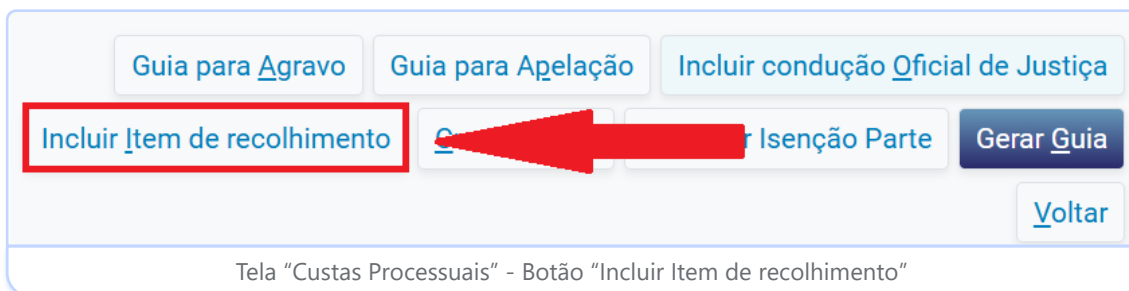 Guia para Agravo Guia para Apelação Incluir condução Oficial de Justiça
Incluir Item de recolhimento Isenção Parte Gerar Guia
Voltar
Tela “Custas Processuais” - Botão “Incluir Item de recolhimento”